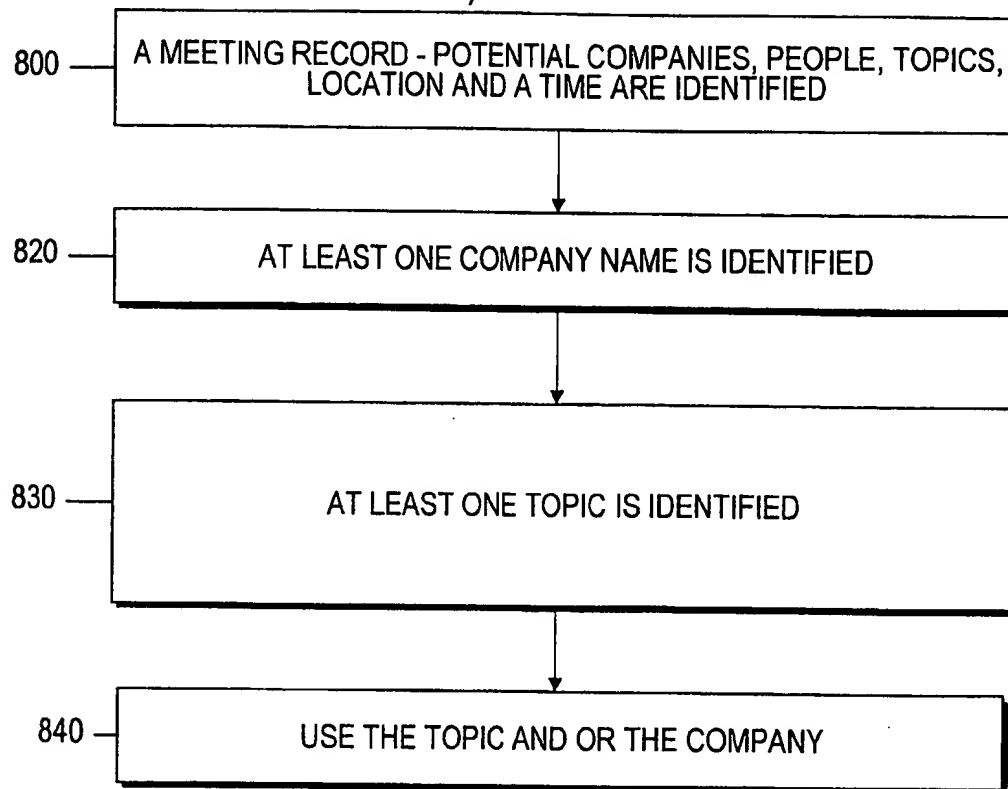 800
A MEETING RECORD - POTENTIAL COMPANIES, PEOPLE, TOPICS,
LOCATION AND A TIME ARE IDENTIFIED
820
AT LEAST ONE COMPANY NAME IS IDENTIFIED
830
AT LEAST ONE TOPIC IS IDENTIFIED
840
USE THE TOPIC AND OR THE COMPANY